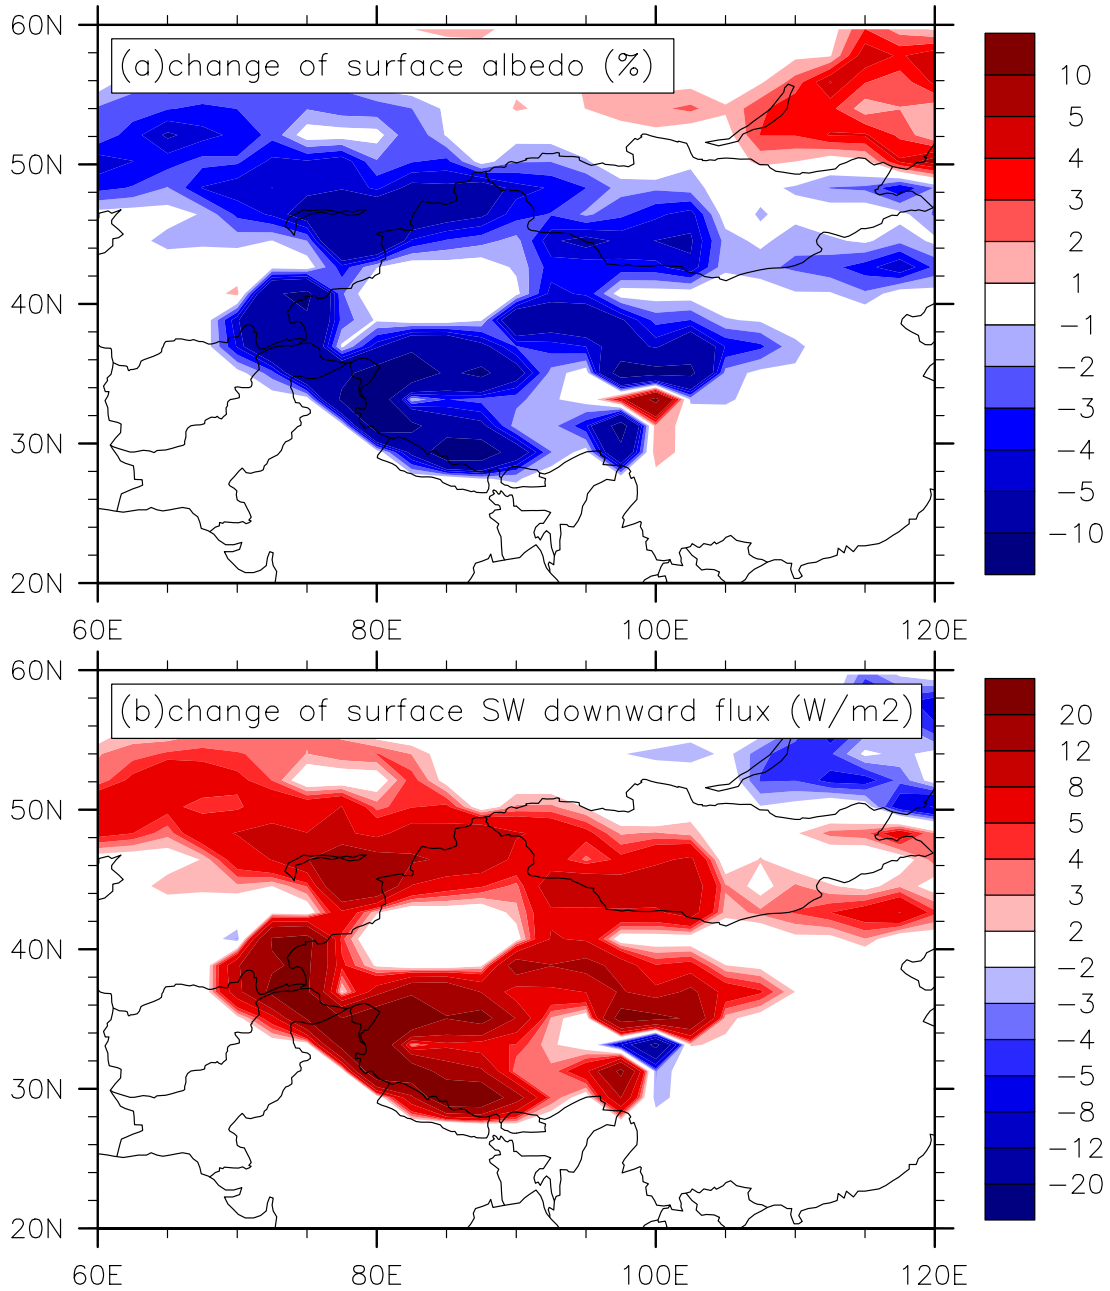 60N
(a)change of surface albedo (%)
50N
40N
30N
20N
60E 80E 100E 120E
10
5
4
3
2
1
−1
−2
−3
−4
−5
−10
60N
(b)change of surface SW downward flux (W/m2)
50N
40N
30N
20N
60E 80E 100E 120E
20
12
8
5
4
3
2
−2
−3
−4
−5
−8
−12
−20